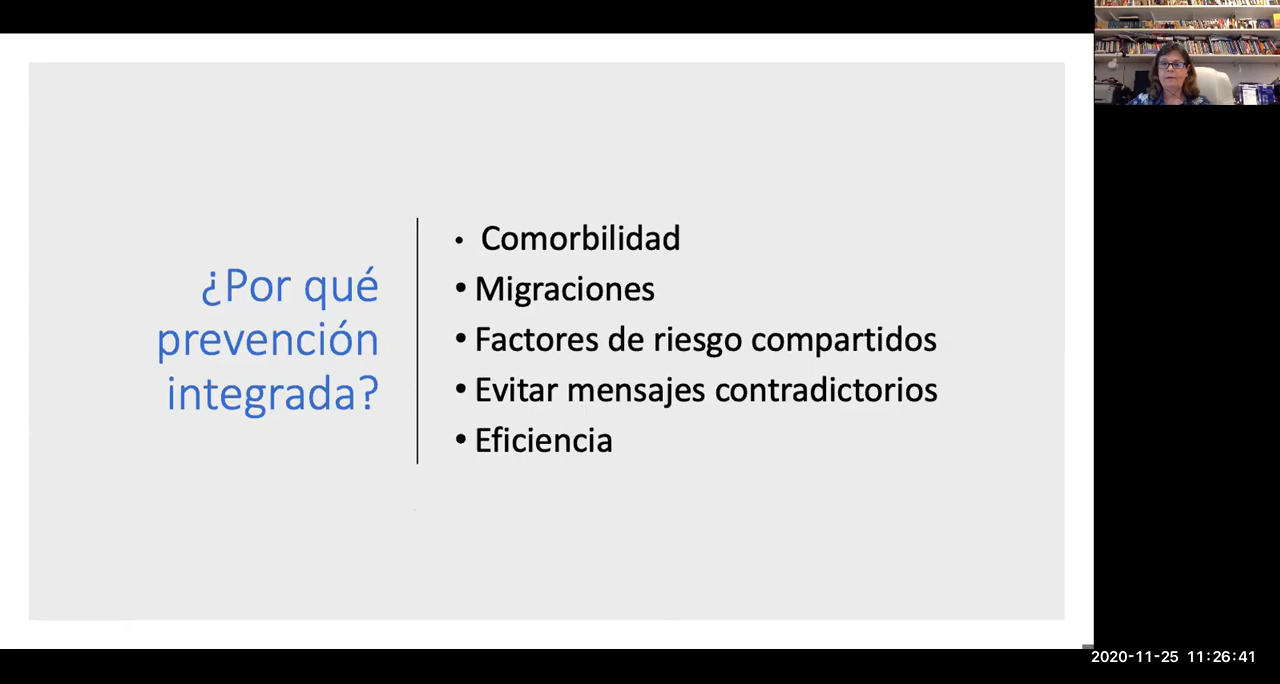 ¿Por qué
prevención
integrada?
• Comorbilidad
• Migraciones
• Factores de riesgo compartidos
• Evitar mensajes contradictorios
• Eficiencia
2020-11-25 11:26:41